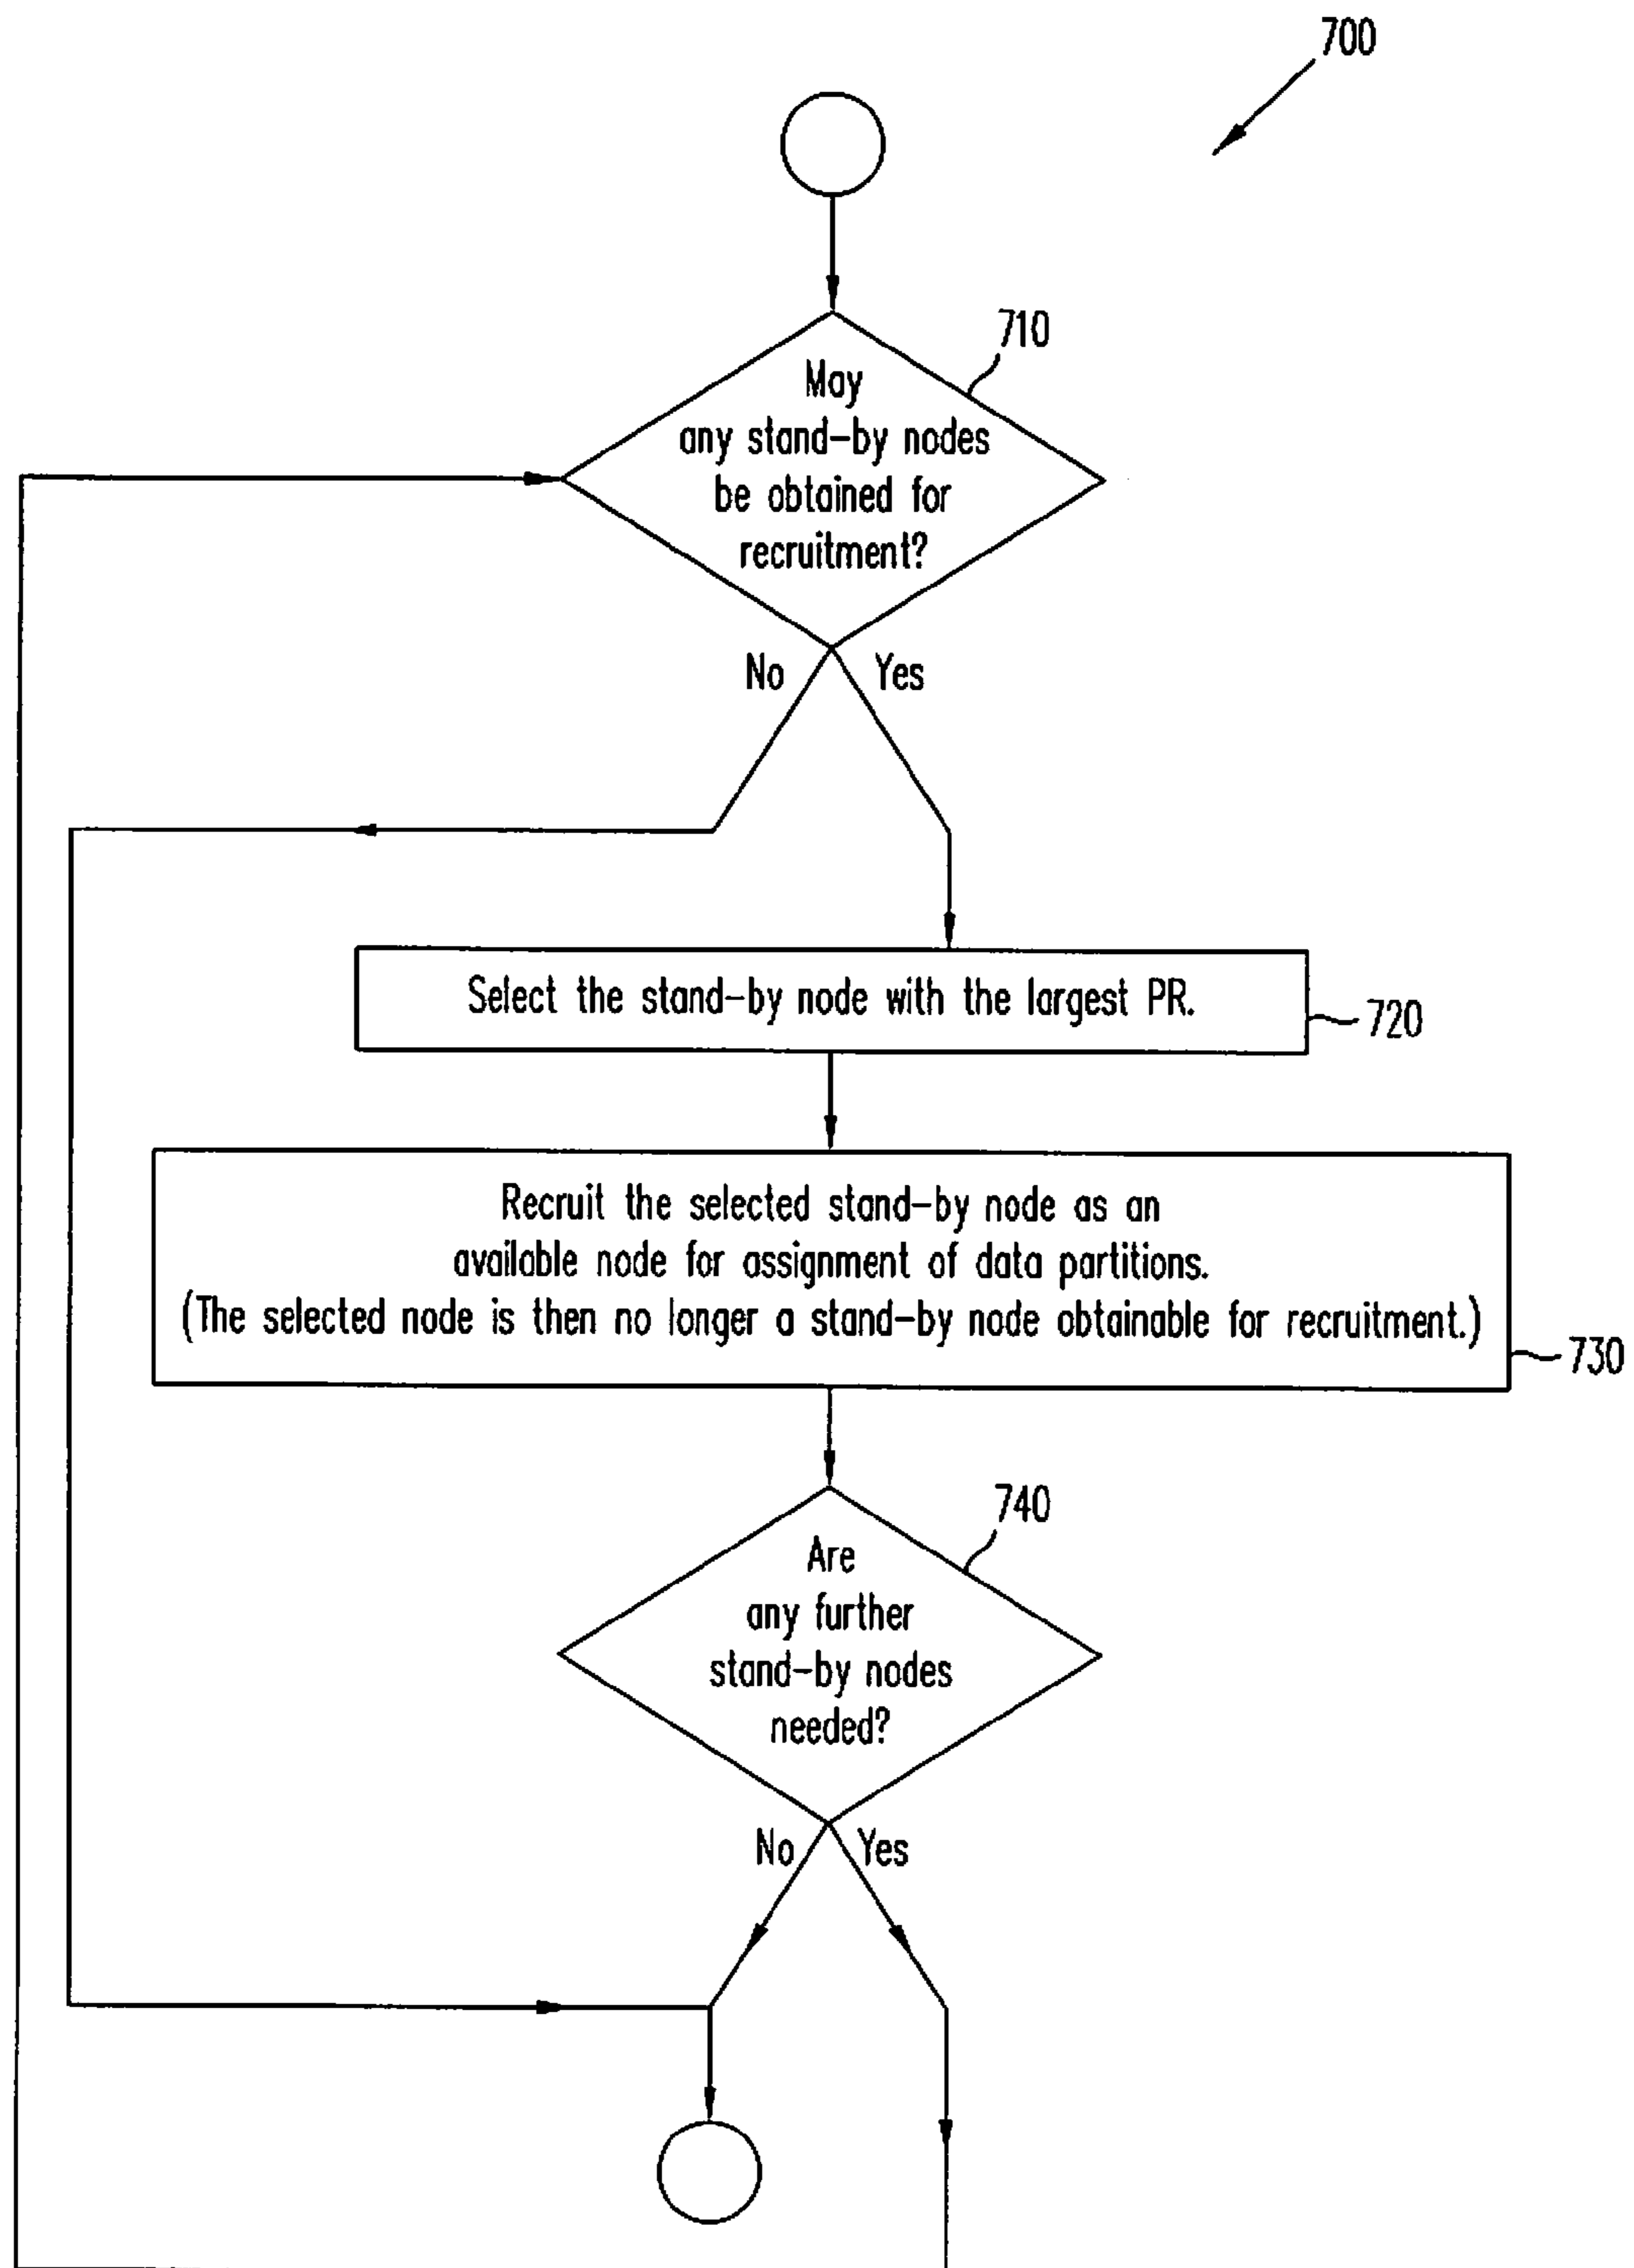 700
710
May
any stand-by nodes
be obtained for
recruitment?
No
Yes
Select the stand-by node with the largest PR.
720
Recruit the selected stand-by node as an
available node for assignment of data partitions.
(The selected node is then no longer a stand-by node obtainable for recruitment.)
730
740
Are
any further
stand-by nodes
needed?
No
Yes